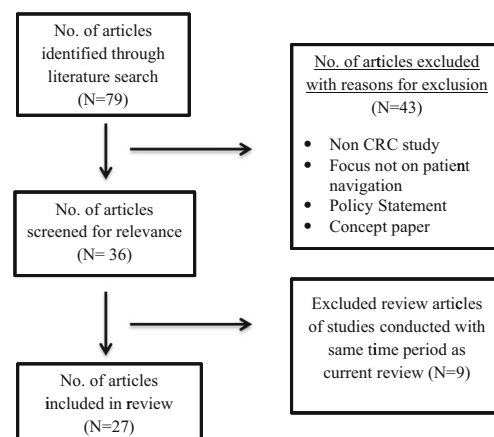 No. of articles
identified through
literature search
(N=79)
No. of articles excluded
with reasons for exclusion
(N=43)
• Non CRC study
• Focus not on patient
navigation
• Policy Statement
• Concept paper
No. of articles
screened for relevance
(N= 36)
Excluded review articles
of studies conducted with
same time period as
current review (N=9)
No. of articles
included in review
(N=27)